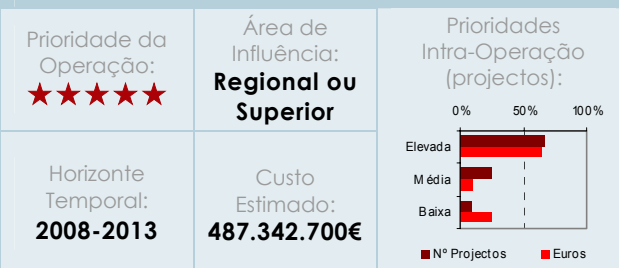 Prioridade da
Operação:
Área de
Influência:
Regional ou
Superior
Prioridades
Intra-Operação
(projectos):
0% 50% 100%
Elevada
Média
Baixa
Nº Projectos Euros
Horizonte
Temporal:
2008-2013
Custo
Estimado:
487.342.700€